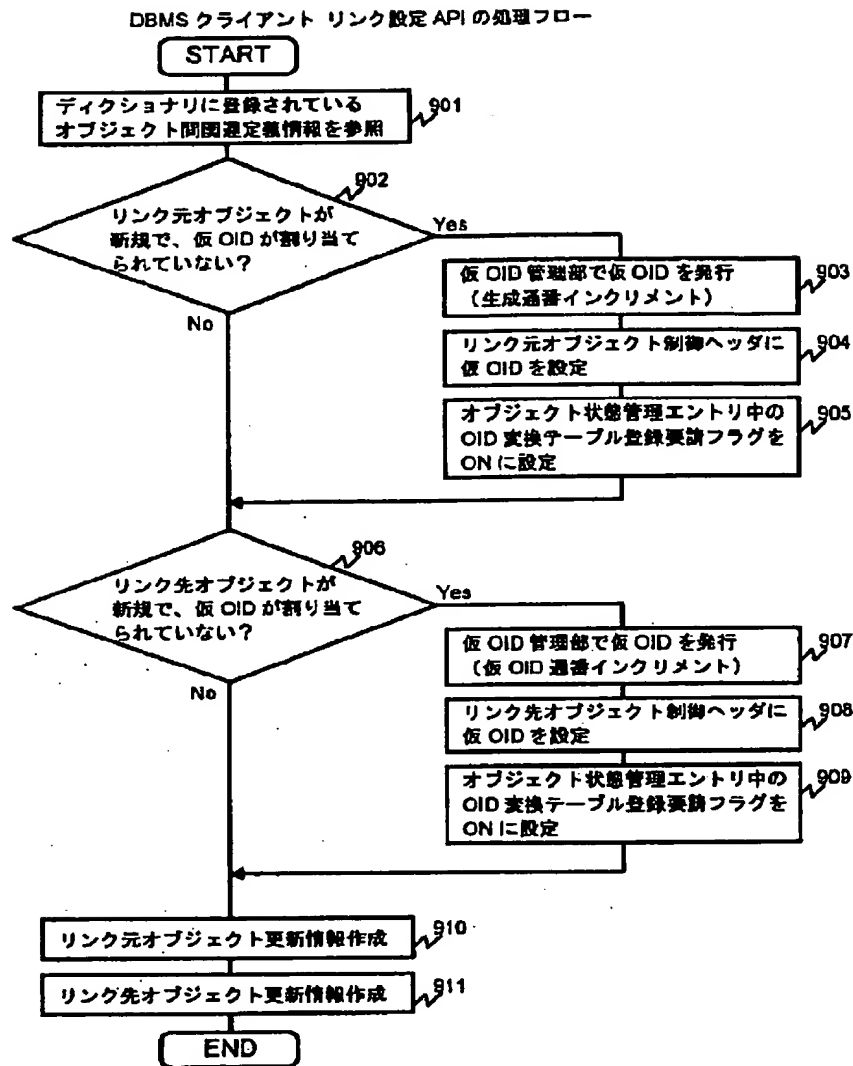 DBMS クライアント リンク設定 API の処理フロー
START
ディクショナリに登録されている
オブジェクト間関連定義情報を参照
901
902
リンク元オブジェクトが
新規で、仮 OID が割り当て
られていない？
Yes
No
仮 OID 管理部で仮 OID を発行
（生成通番インクリメント）
903
リンク元オブジェクト制御ヘッダに
仮 OID を設定
904
オブジェクト状態管理エントリ中の
OID 変換テーブル登録要請フラグを
ON に設定
905
906
リンク先オブジェクトが
新規で、仮 OID が割り当て
られていない？
Yes
No
仮 OID 管理部で仮 OID を発行
（仮 OID 通番インクリメント）
907
リンク先オブジェクト制御ヘッダに
仮 OID を設定
908
オブジェクト状態管理エントリ中の
OID 変換テーブル登録要請フラグを
ON に設定
909
リンク元オブジェクト更新情報作成
910
リンク先オブジェクト更新情報作成
911
END